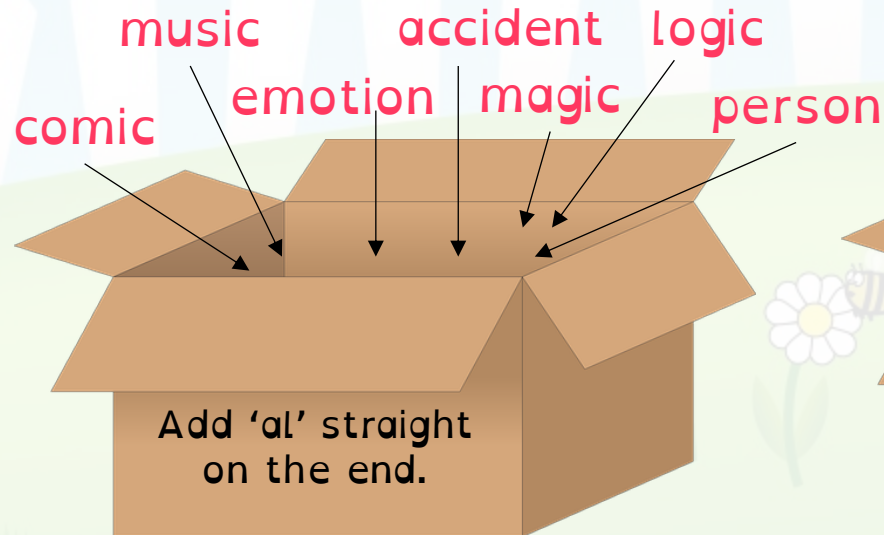 music
accident
logic
emotion
magic
person
comic
Add ‘al’ straight
on the end.